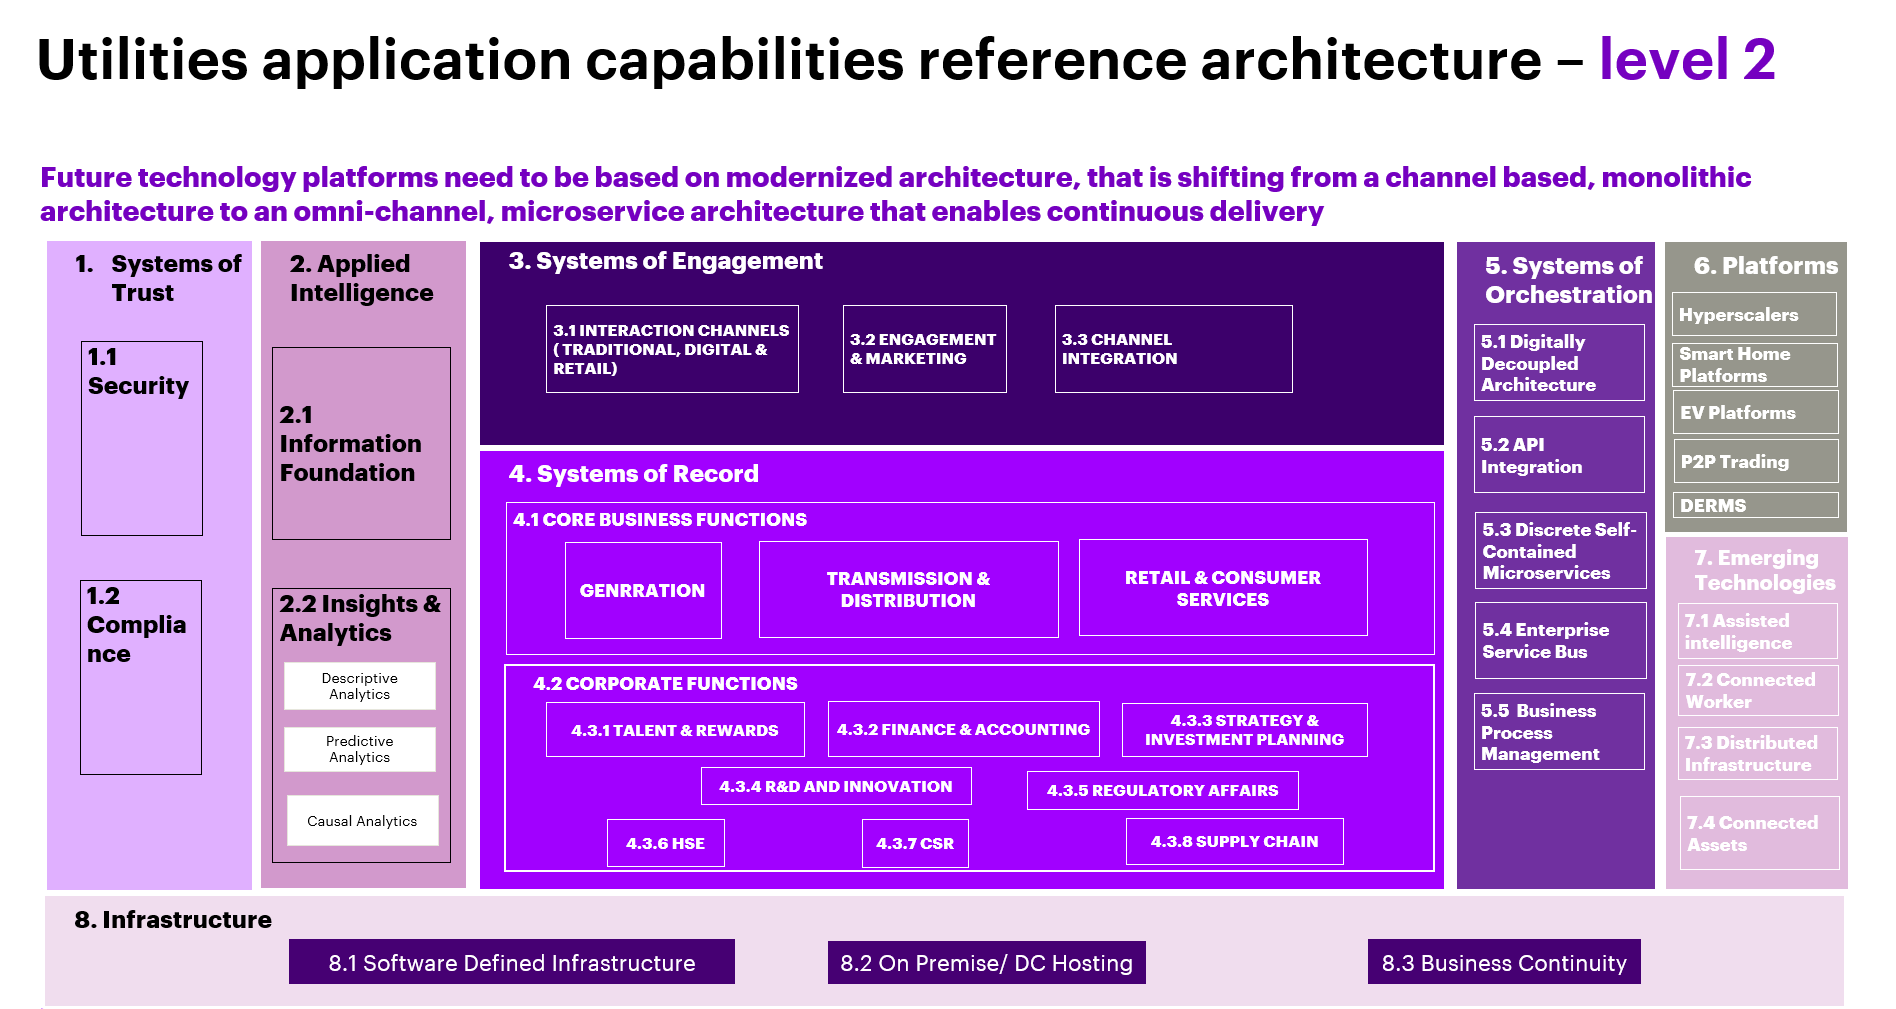 Utilities application capabilities reference architecture – level 2
Future technology platforms need to be based on modernized architecture, that is shifting from a channel based, monolithic
architecture to an omni-channel, microservice architecture that enables continuous delivery
1. Systems of
Trust
1.1
Security
1.2
Complia
nce
2. Applied
Intelligence
2.1
Information
Foundation
2.2 Insights &
Analytics
Descriptive
Analytics
Predictive
Analytics
Causal Analytics
3. Systems of Engagement
3.1 INTERACTION CHANNELS
( TRADITIONAL, DIGITAL &
RETAIL)
3.2 ENGAGEMENT
& MARKETING
3.3 CHANNEL
INTEGRATION
4. Systems of Record
4.1 CORE BUSINESS FUNCTIONS
GENRRATION
TRANSMISSION &
DISTRIBUTION
RETAIL & CONSUMER
SERVICES
4.2 CORPORATE FUNCTIONS
4.3.1 TALENT & REWARDS
4.3.2 FINANCE & ACCOUNTING
4.3.3 STRATEGY &
INVESTMENT PLANNING
4.3.4 R&D AND INNOVATION
4.3.5 REGULATORY AFFAIRS
4.3.6 HSE
4.3.7 CSR
4.3.8 SUPPLY CHAIN
5. Systems of
Orchestration
5.1 Digitally
Decoupled
Architecture
5.2 API
Integration
5.3 Discrete Self-
Contained
Microservices
5.4 Enterprise
Service Bus
5.5 Business
Process
Management
6. Platforms
Hyperscalers
Smart Home
Platforms
EV Platforms
P2P Trading
DERMS
7. Emerging
Technologies
7.1 Assisted
intelligence
7.2 Connected
Worker
7.3 Distributed
Infrastructure
7.4 Connected
Assets
8. Infrastructure
8.1 Software Defined Infrastructure
8.2 On Premise/ DC Hosting
8.3 Business Continuity